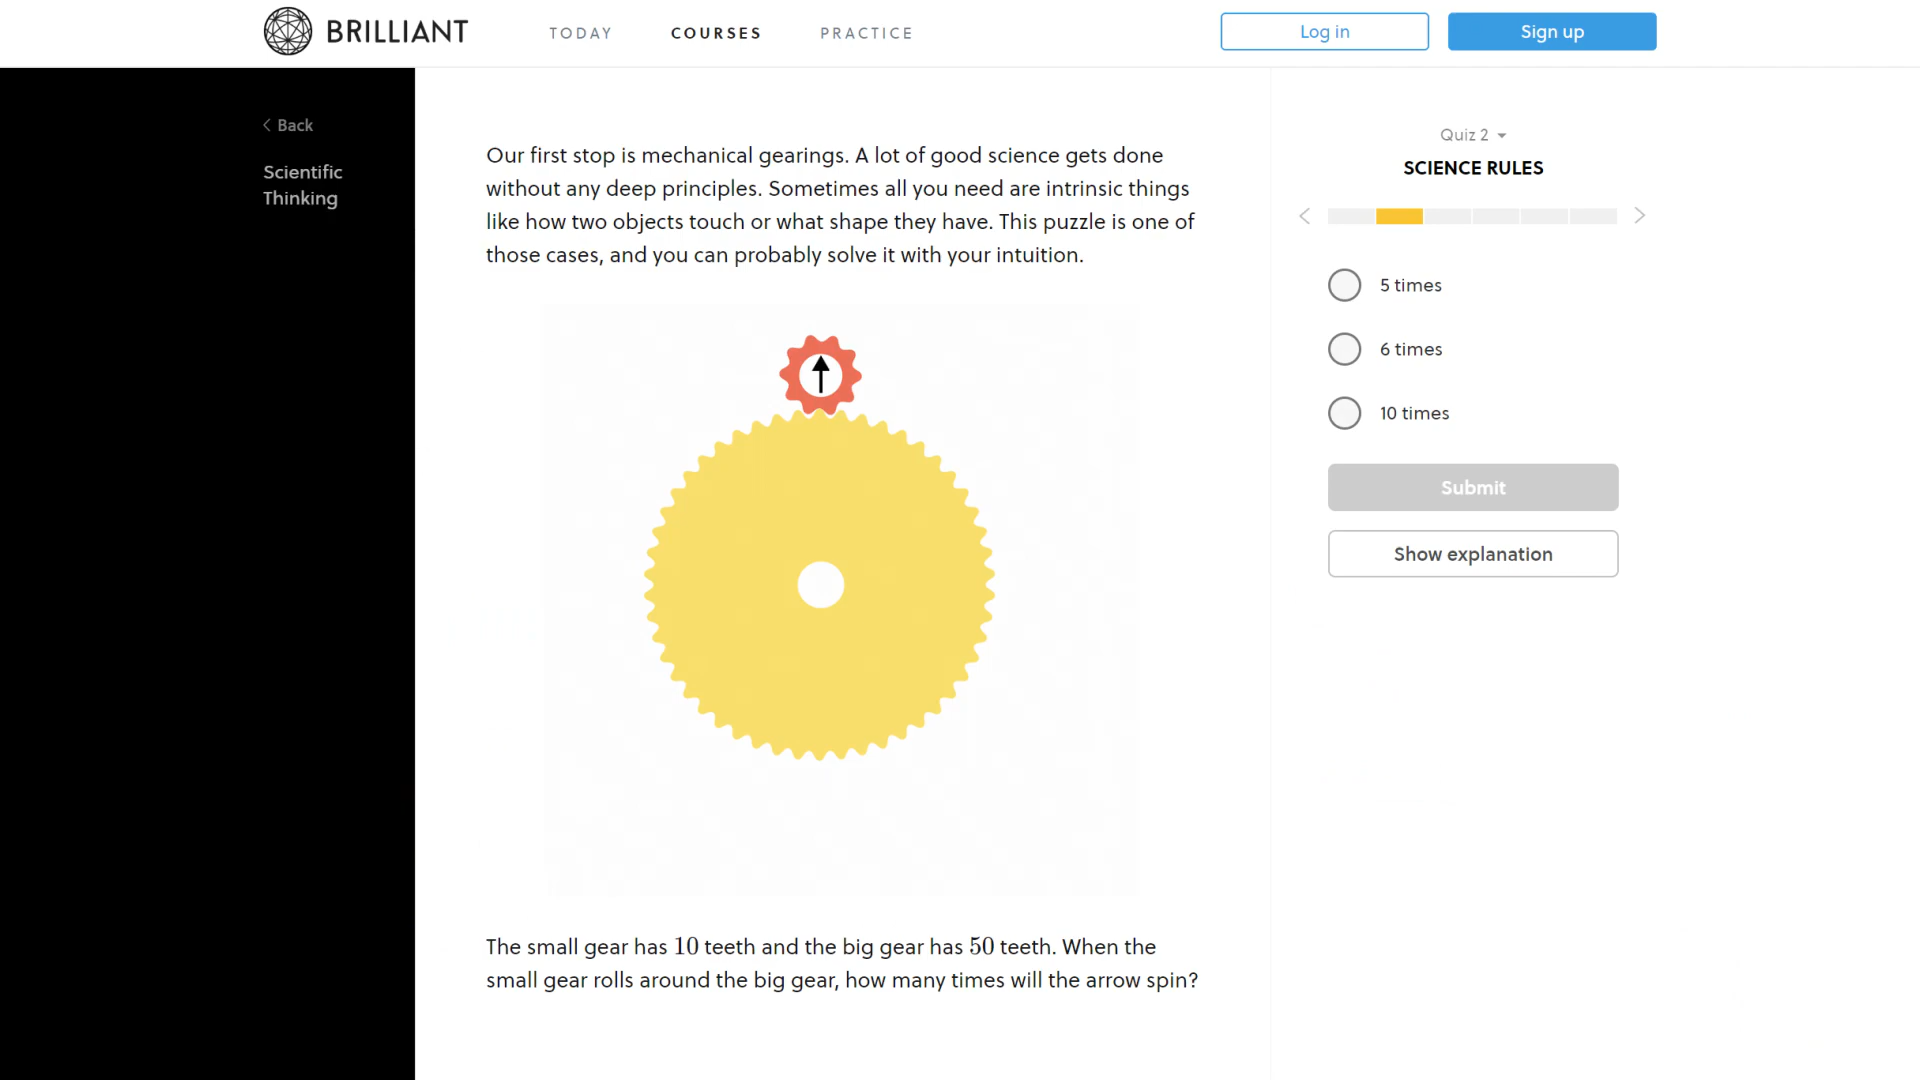 BRILLIANT
TODAY
COURSES
PRACTICE
Log in
Sign up
Back
Scientific
Thinking
Our first stop is mechanical gearings. A lot of good science gets done
without any deep principles. Sometimes all you need are intrinsic things
like how two objects touch or what shape they have. This puzzle is one of
those cases, and you can probably solve it with your intuition.
The small gear has 10 teeth and the big gear has 50 teeth. When the
small gear rolls around the big gear, how many times will the arrow spin?
Quiz 2
SCIENCE RULES
5 times
6 times
10 times
Submit
Show explanation